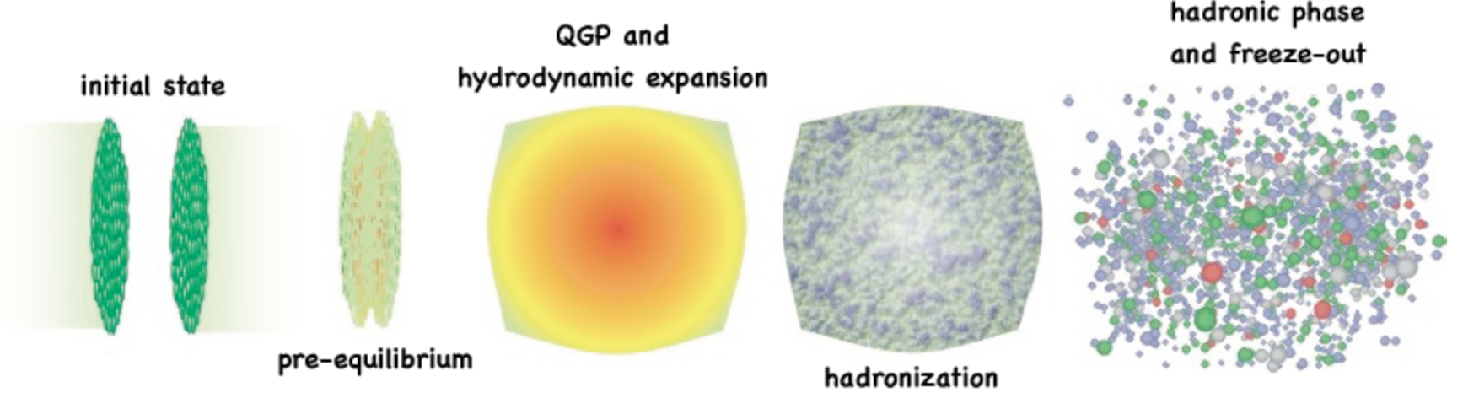 initial state
pre-equilibrium
QGP and
hydrodynamic expansion
hadronization
hadronic phase
and freeze-out